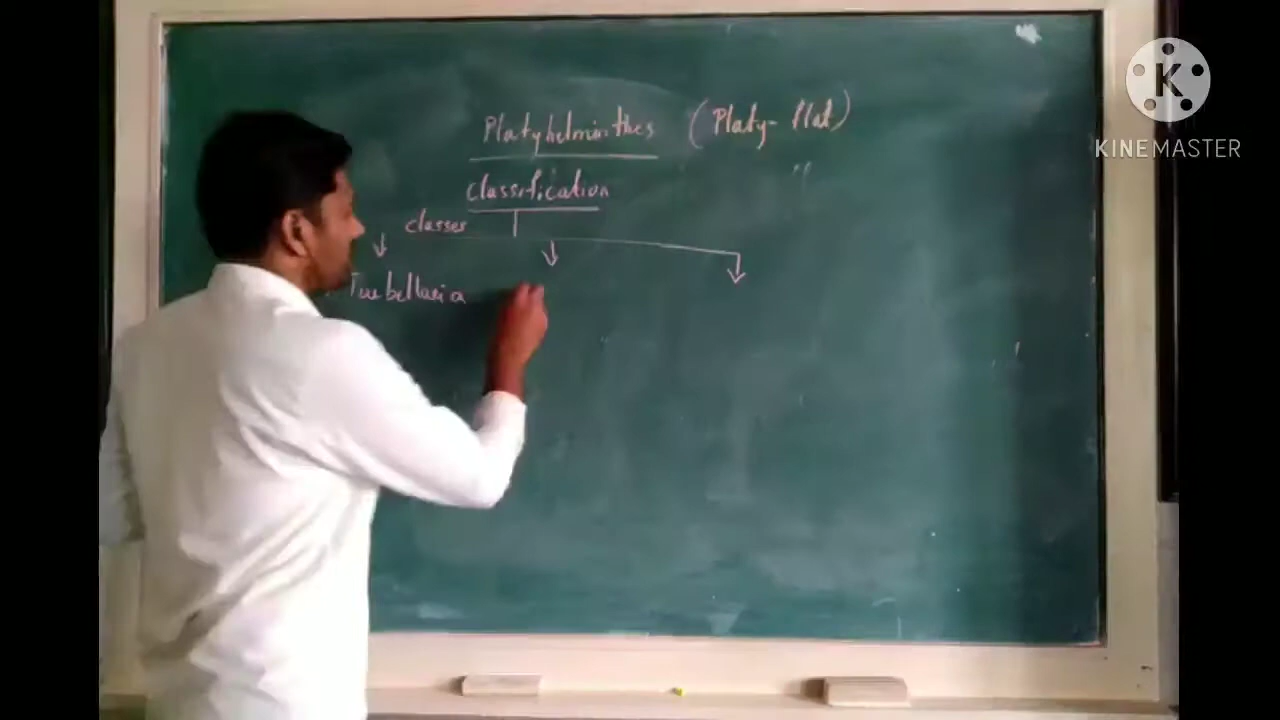 Platyhelminthes (Platy- flat)
Classification
classes
Turbellaria
K
KINEMASTER